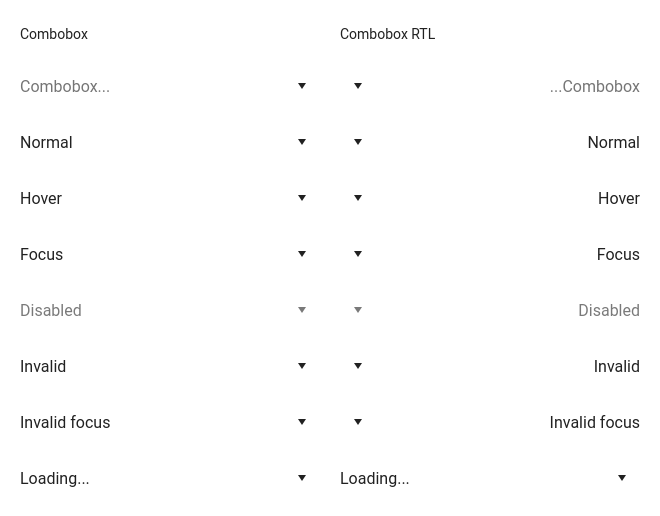 Combobox Combobox RTL
Combobox... ...Combobox
Normal Normal
Hover Hover
Focus Focus
Disabled Disabled
Invalid Invalid
Invalid focus Invalid focus
Loading... Loading...